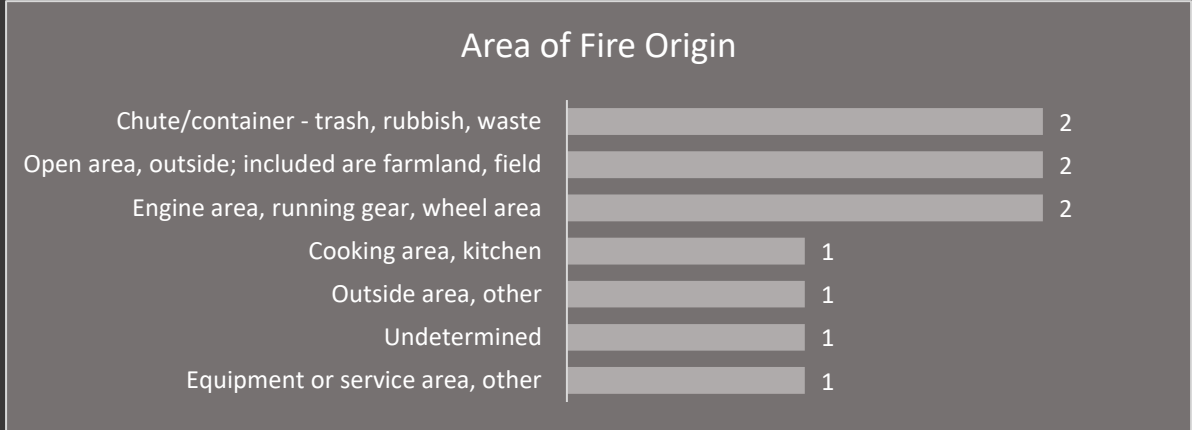 Area of Fire Origin
Chute/container - trash, rubbish, waste 2
Open area, outside; included are farmland, field 2
Engine area, running gear, wheel area 2
Cooking area, kitchen 1
Outside area, other 1
Undetermined 1
Equipment or service area, other 1